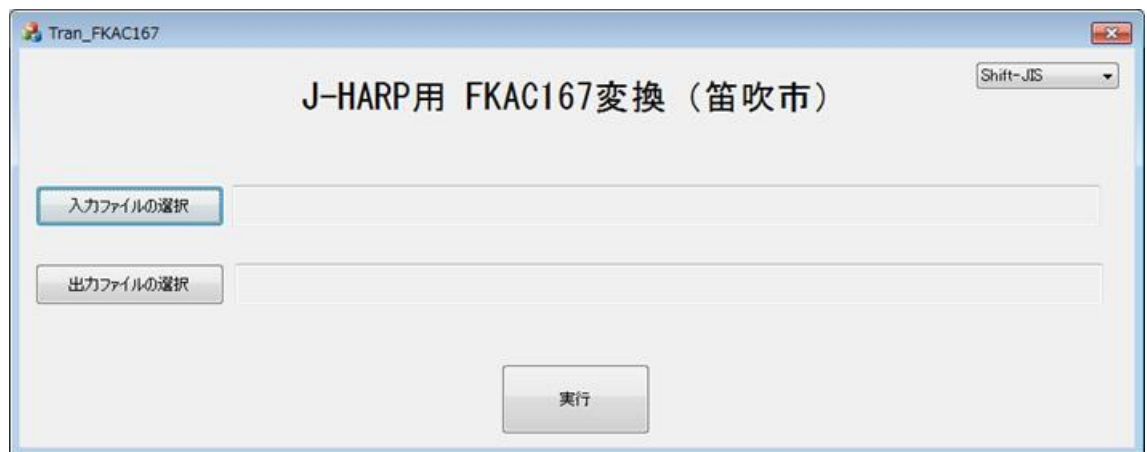 Tran_FKAC167
Shift-JIS
J-HARP用 FKAC167変換（笛吹市）
入力ファイルの選択
出力ファイルの選択
実行